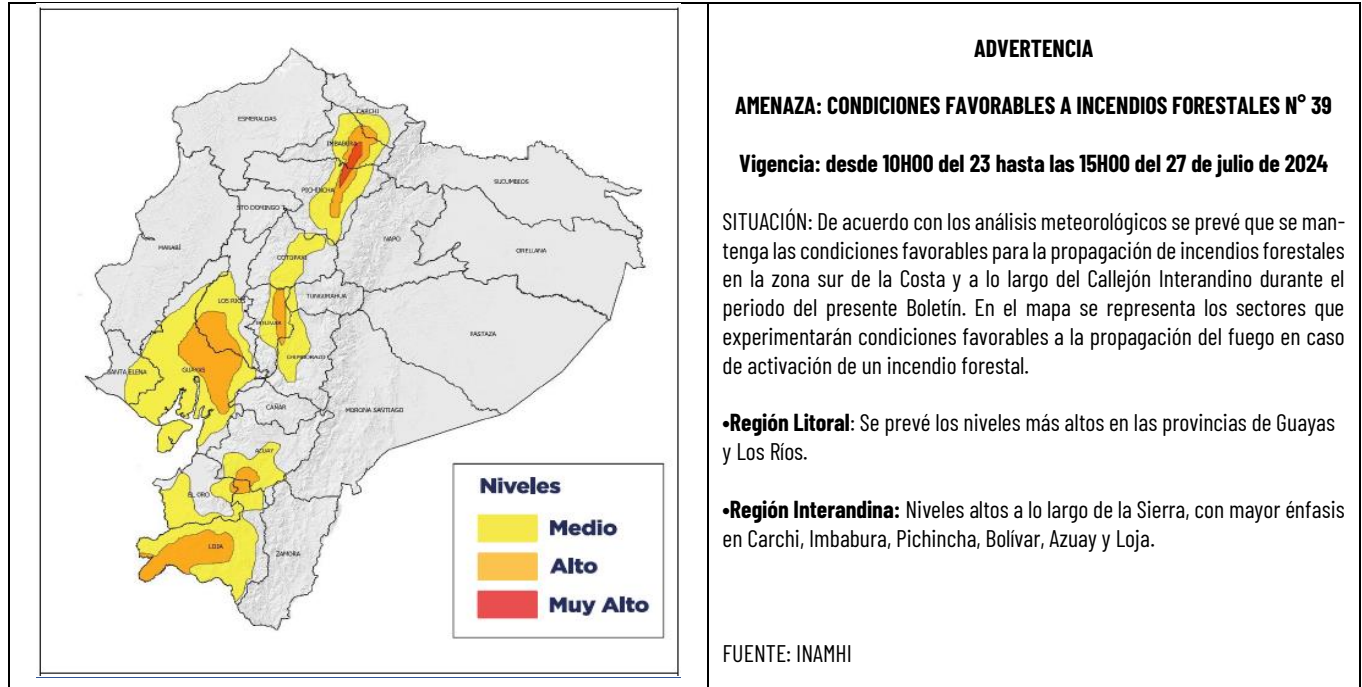 CARCHI
ESMERALDAS
IMBABURA
SUCUMBIOS
PICHINCHA
STO DOMINGO T.
NAPO
ORELLANA
MANABÍ
COTOPAXI
TUNGURAHUA
LOS RÍOS
BOLÍVAR
PASTAZA
CHIMBORAZO
SANTA ELENA
GUAYAS
CAÑAR
MORONA SANTIAGO
AZUAY
EL ORO
LOJA
ZAMORA
Niveles
Medio
Alto
Muy Alto
ADVERTENCIA
AMENAZA: CONDICIONES FAVORABLES A INCENDIOS FORESTALES N° 39
Vigencia: desde 10H00 del 23 hasta las 15H00 del 27 de julio de 2024
SITUACIÓN: De acuerdo con los análisis meteorológicos se prevé que se man-
tenga las condiciones favorables para la propagación de incendios forestales
en la zona sur de la Costa y a lo largo del Callejón Interandino durante el
periodo del presente Boletín. En el mapa se representa los sectores que
experimentarán condiciones favorables a la propagación del fuego en caso
de activación de un incendio forestal.
•Región Litoral: Se prevé los niveles más altos en las provincias de Guayas
y Los Ríos.
•Región Interandina: Niveles altos a lo largo de la Sierra, con mayor énfasis
en Carchi, Imbabura, Pichincha, Bolívar, Azuay y Loja.
FUENTE: INAMHI